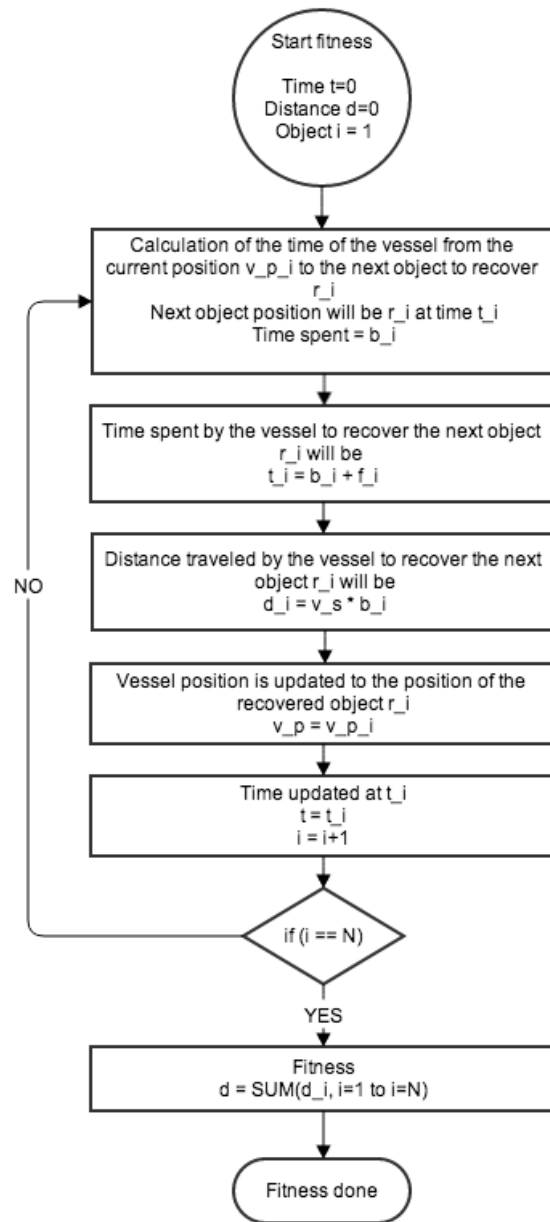 Start fitness
Time t=0
Distance d=0
Object i = 1
Calculation of the time of the vessel from the
current position v_p_i to the next object to recover
r_i
Next object position will be r_i at time t_i
Time spent = b_i
Time spent by the vessel to recover the next object
r_i will be
t_i = b_i + f_i
Distance traveled by the vessel to recover the next
object r_i will be
d_i = v_s * b_i
NO
Vessel position is updated to the position of the
recovered object r_i
v_p = v_p_i
Time updated at t_i
t = t_i
i = i+1
if (i == N)
YES
Fitness
d = SUM(d_i, i=1 to i=N)
Fitness done